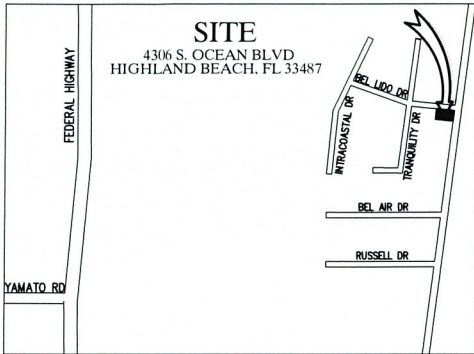 SITE
4306 S. OCEAN BLVD
HIGHLAND BEACH, FL 33487
FEDERAL HIGHWAY
BEL LIDO DR
INTRACOASTAL DR
TRANQUILITY DR
BEL AIR DR
RUSSELL DR
YAMATO RD